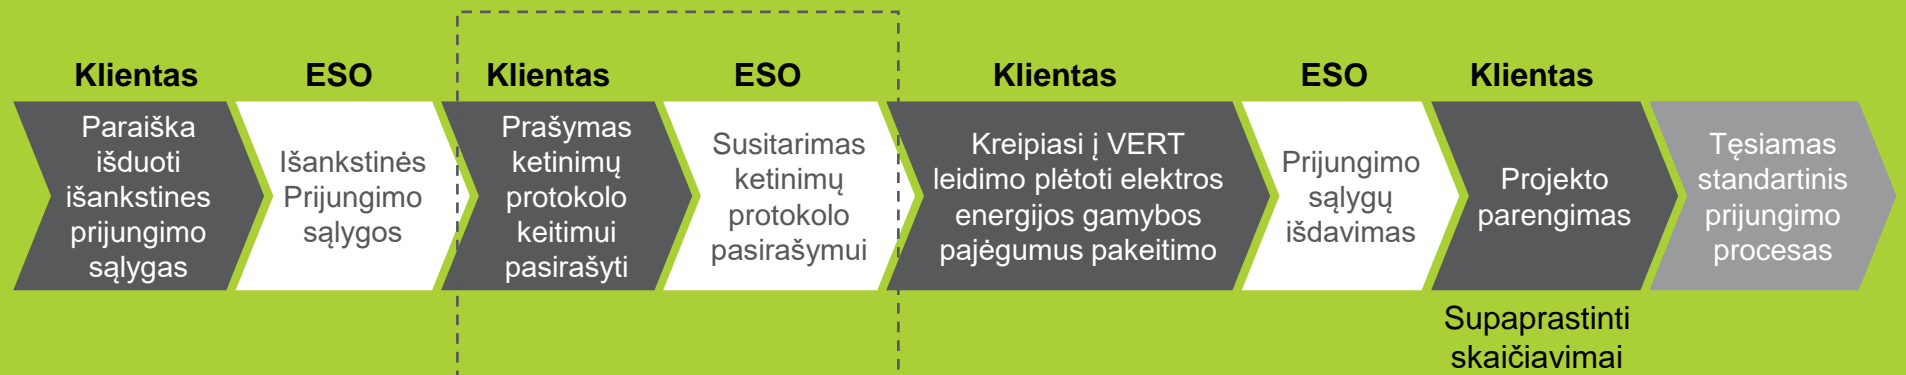 Klientas
Paraiška
išduoti
išankstines
prijungimo
sąlygas
ESO
Išankstinės
Prijungimo
sąlygos
Klientas
Prašymas
ketinimų
protokolo
keitimui
pasirašyti
ESO
Susitarimas
ketinimų
protokolo
pasirašymui
Klientas
Kreipiasi į VERT
leidimo plėtoti elektros
energijos gamybos
pajėgumus pakeitimo
ESO
Prijungimo
sąlygų
išdavimas
Klientas
Projekto
parengimas
Supaprastinti
skaičiavimai
Tęsiamas
standartinis
prijungimo
procesas